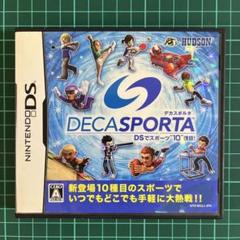 HUDSON
NINTENDO DS
デカスポルタ
DECASPORTA
DSでスポーツ"10"種目!
新登場10種目のスポーツで
いつでもどこでも手軽に大熱戦!!
CERO
A